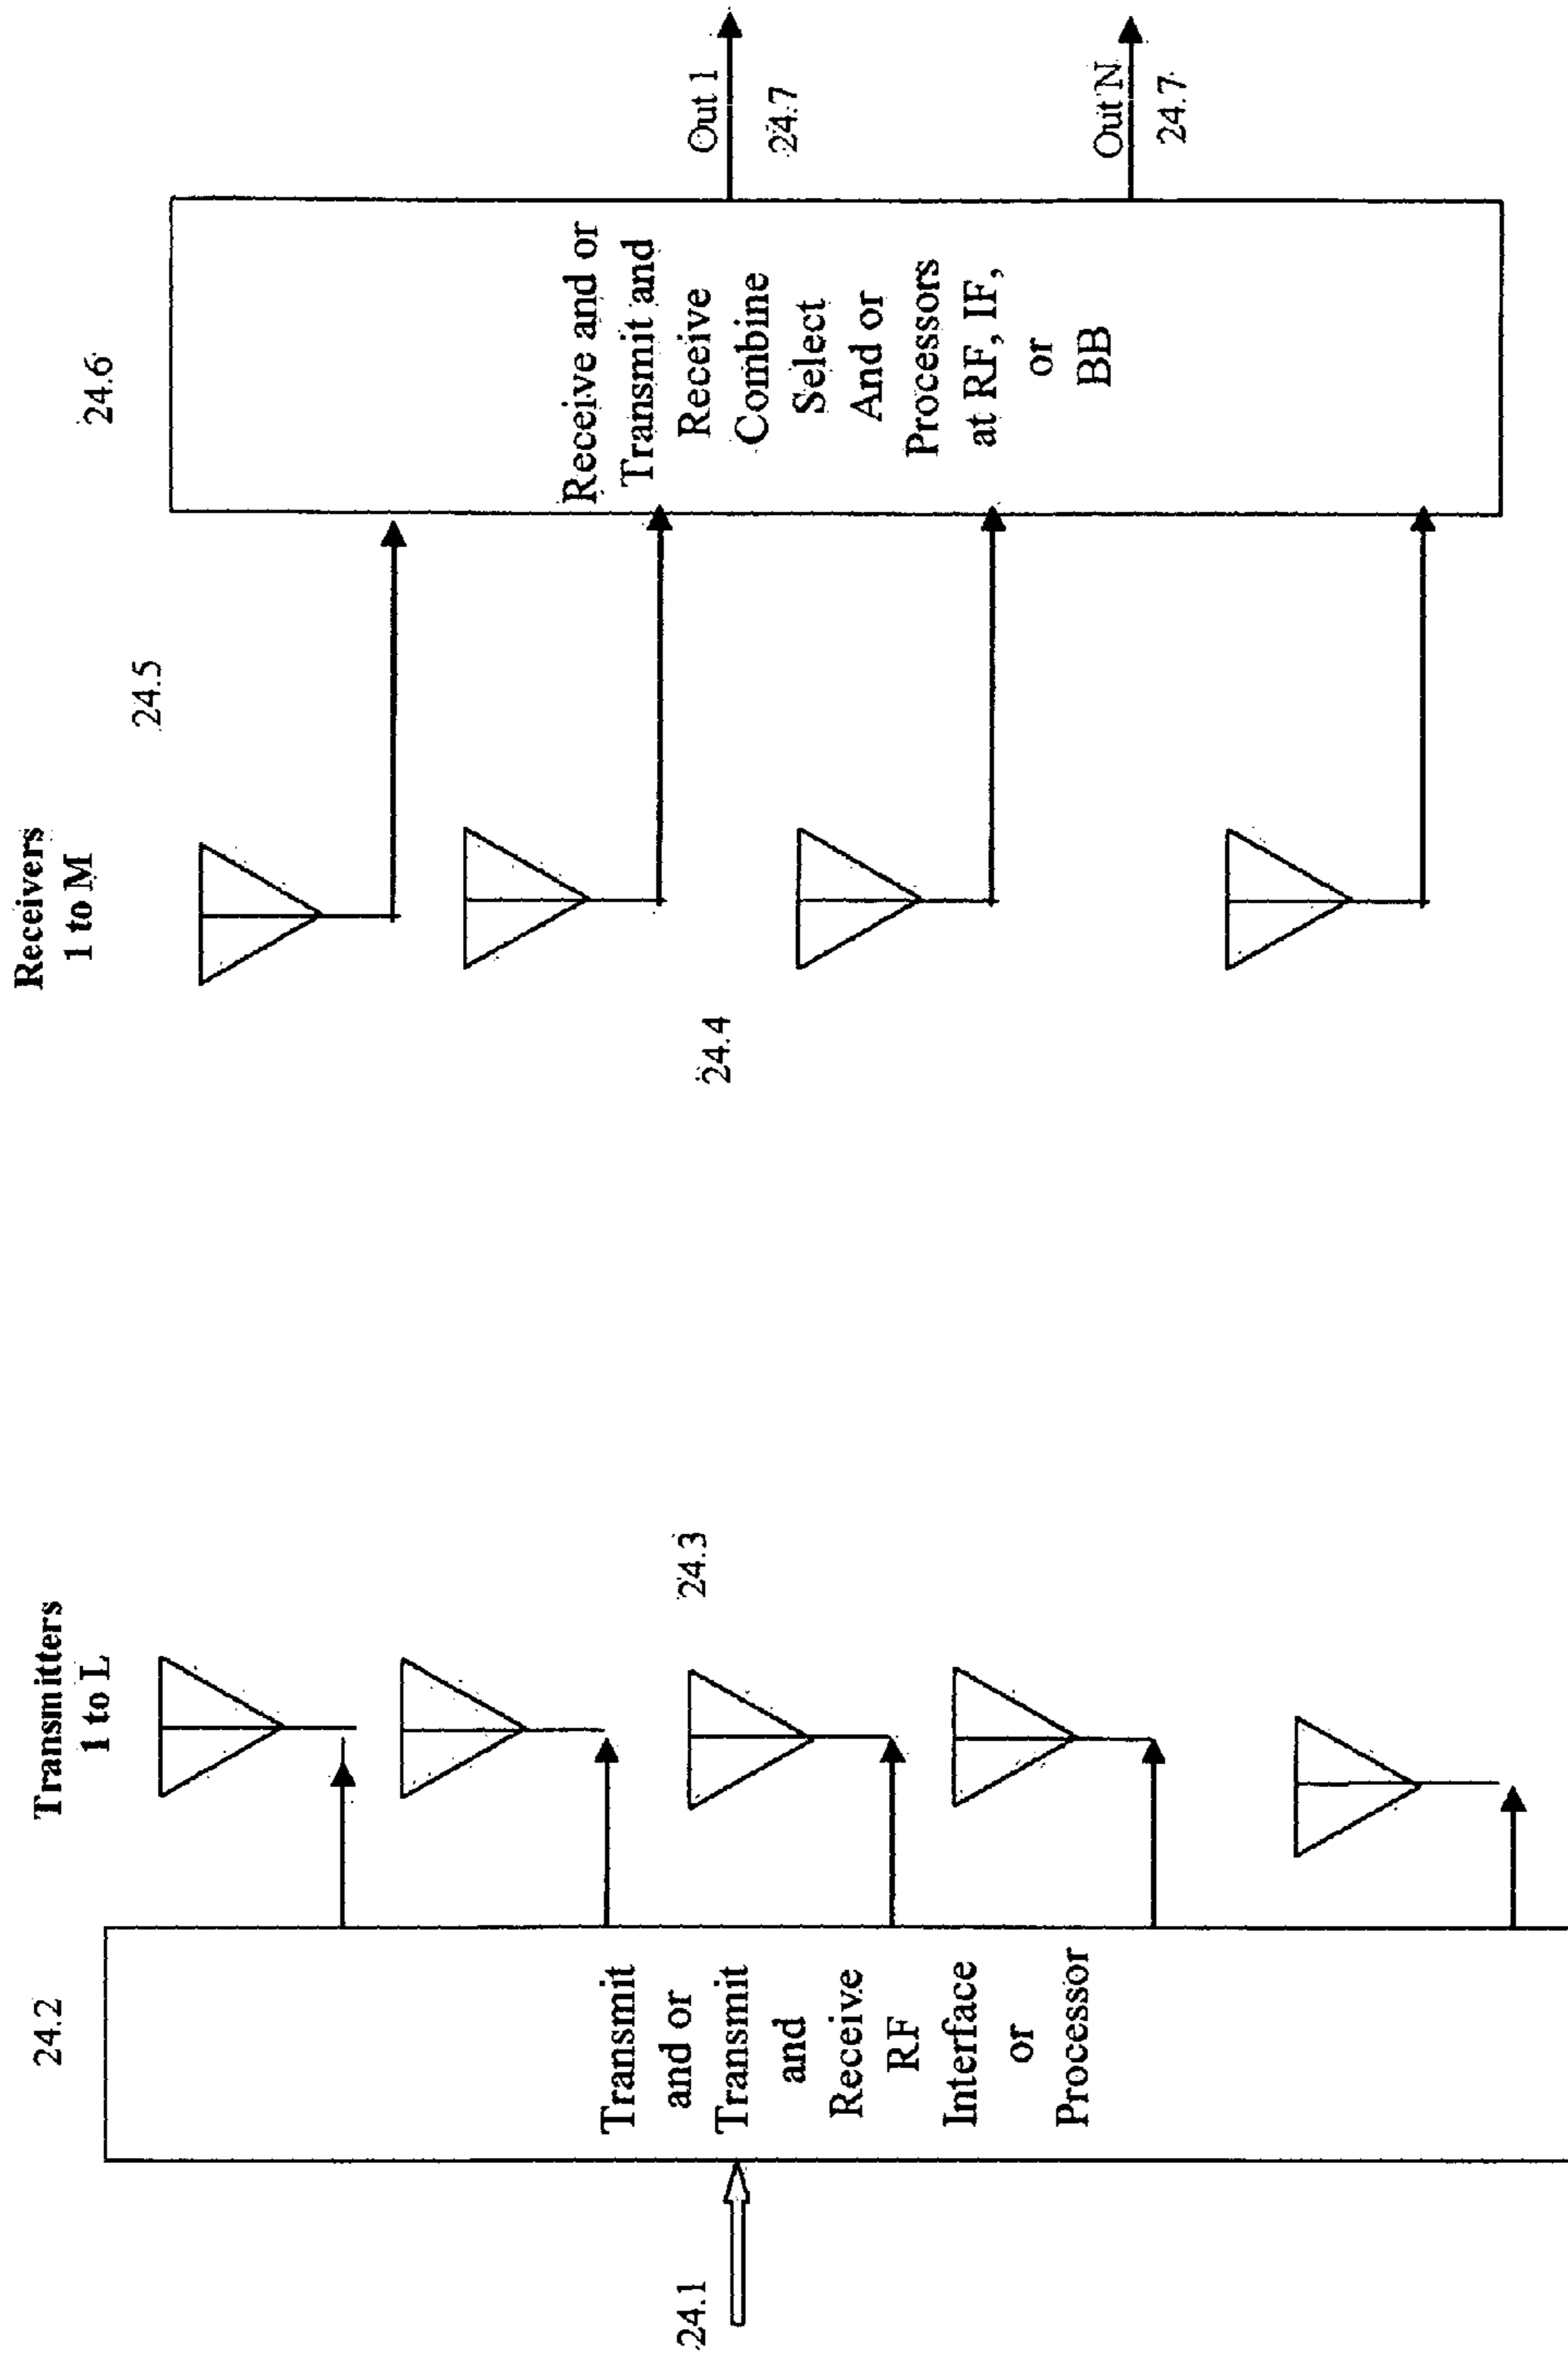 Transmitters
1 to L
Receivers
1 to M
24.1
24.2
Transmit
and or
Transmit
and
Receive
RF
Interface
or
Processor
24.3
24.4
24.5
24.6
Receive and or
Transmit and
Receive
Combine
Select
And or
Processors
at RF, IF,
or
BB
Out 1
24.7
Out N
24.7